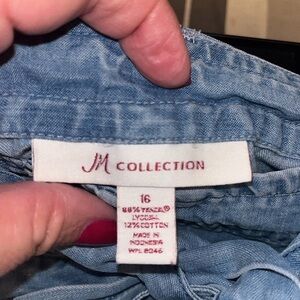 JM COLLECTION
16
88% TENCEL®
LYOCELL
12% COTTON
MADE IN
INDONESIA
WPL 8046